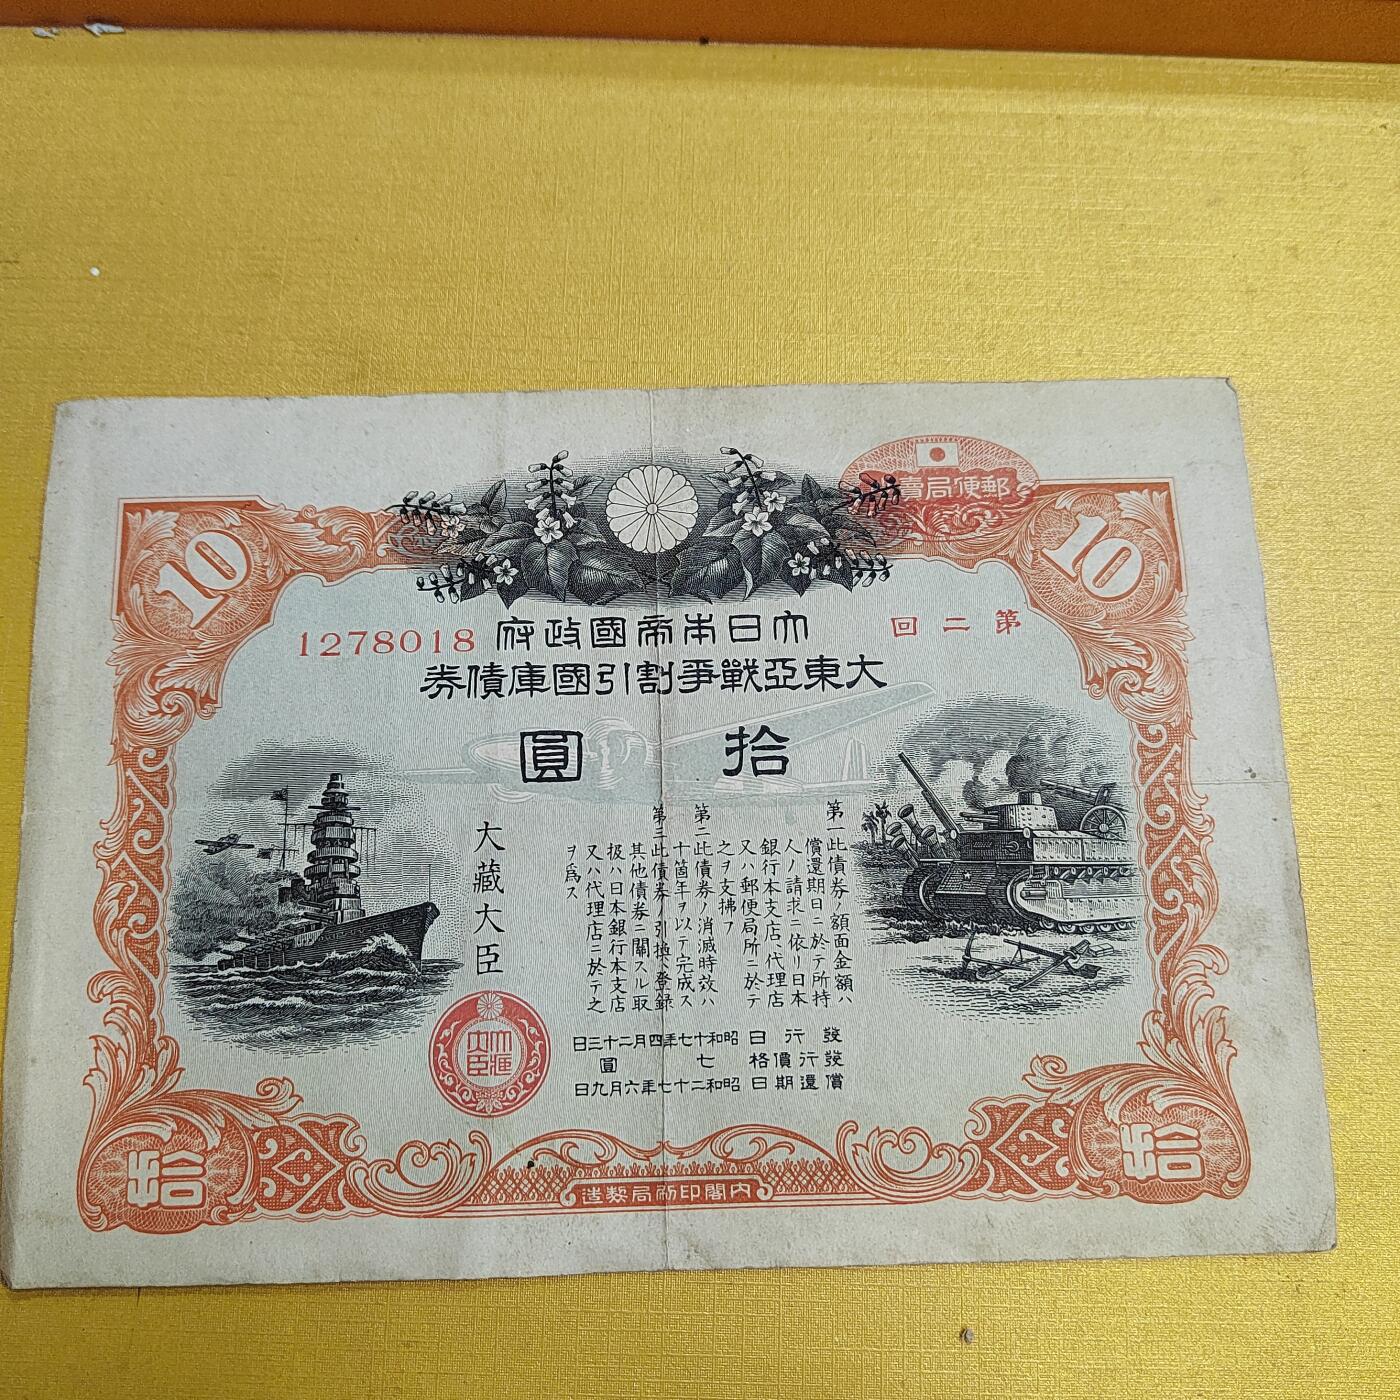 郵便局賣出
10
10
第二回
1278018
大日本帝國政府
大東亞戰爭割引國庫債券
拾圓
第一此債券ノ額面金額ハ
償還期日ニ於テ所持
人ノ請求ニ依リ日本
銀行本支店、代理店
又ハ郵便局所ニ於テ
之ヲ支拂フ
第二此債券ノ消滅時效ハ
十箇年ヲ以テ完成ス
第三此債券ノ引換、登錄
其他債券ニ關スル取
扱ハ日本銀行本支店
又ハ代理店ニ於テ之
ヲ爲ス
大藏大臣
大藏大臣
發行日 昭和十七年四月二十三日
發行價格 七圓
償還期日 昭和二十七年六月九日
拾
拾
內閣印刷局製造